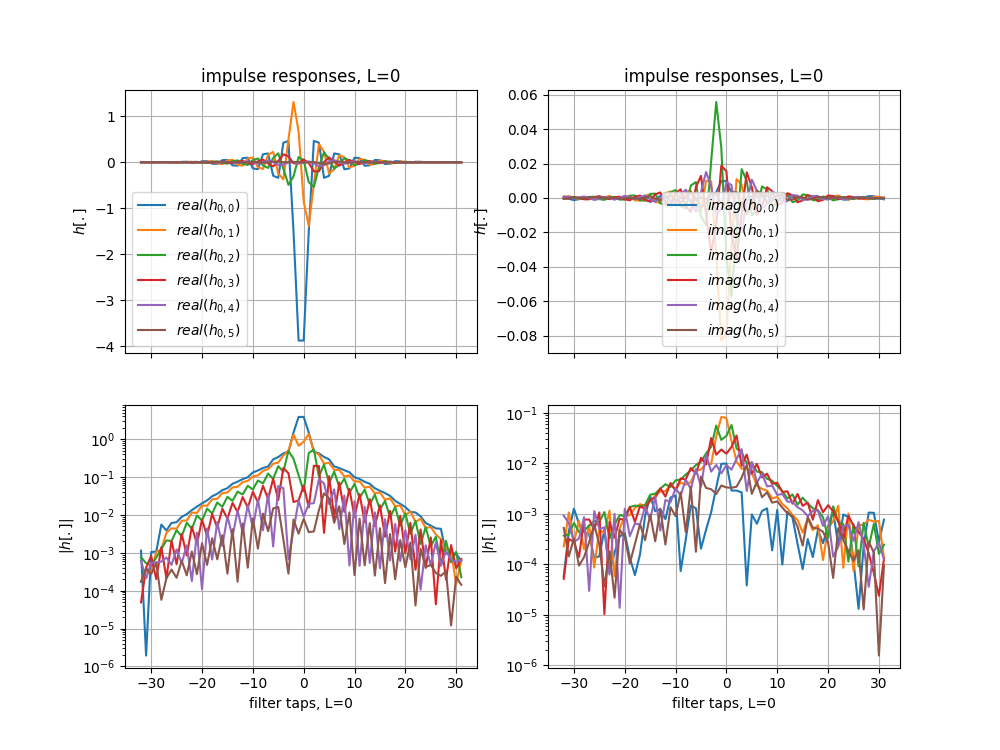 impulse responses, L=0
h[.]
1
0
−1
−2
−3
−4
real(h0,0)
real(h0,1)
real(h0,2)
real(h0,3)
real(h0,4)
real(h0,5)
impulse responses, L=0
h[.]
0.06
0.04
0.02
0.00
−0.02
−0.04
−0.06
−0.08
imag(h0,0)
imag(h0,1)
imag(h0,2)
imag(h0,3)
imag(h0,4)
imag(h0,5)
|h[.]|
10^0
10^−1
10^−2
10^−3
10^−4
10^−5
10^−6
−30 −20 −10 0 10 20 30
filter taps, L=0
|h[.]|
10^−1
10^−2
10^−3
10^−4
10^−5
10^−6
−30 −20 −10 0 10 20 30
filter taps, L=0